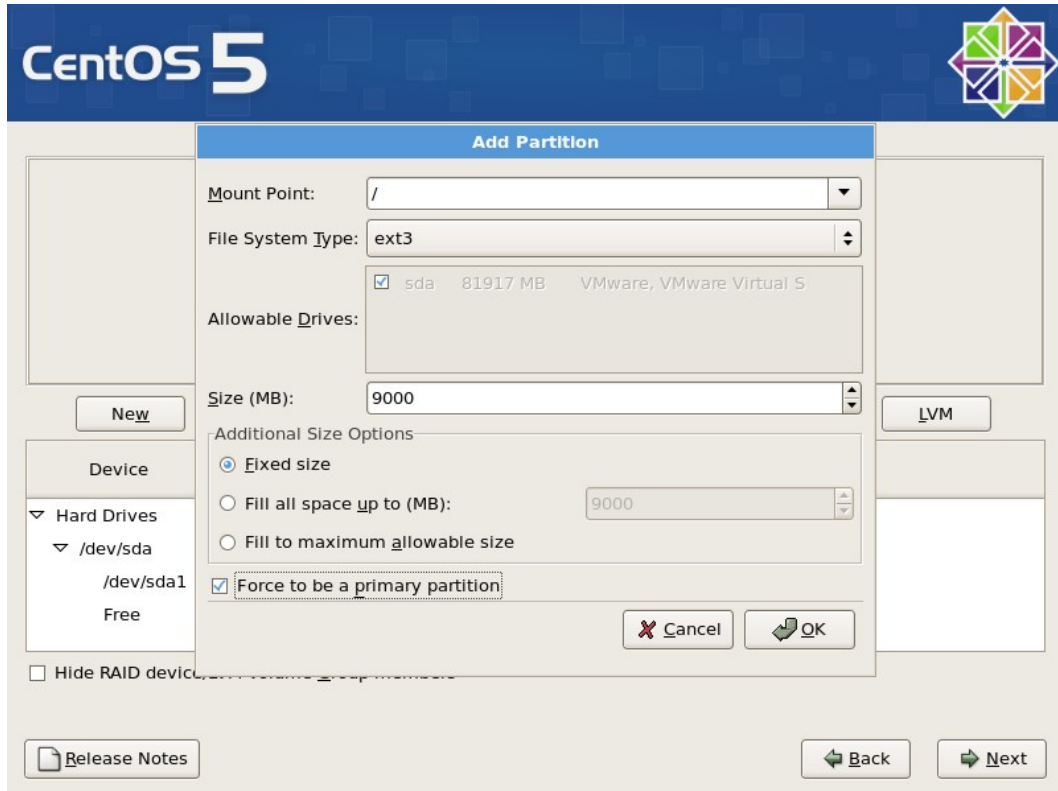 CentOS 5
Add Partition
Mount Point: /
File System Type: ext3
Allowable Drives: sda 81917 MB VMware, VMware Virtual S
Size (MB): 9000
New
LVM
Additional Size Options
Fixed size
Fill all space up to (MB): 9000
Fill to maximum allowable size
Force to be a primary partition
Cancel OK
Device
Hard Drives
/dev/sda
/dev/sda1
Free
Hide RAID device
Release Notes
Back Next